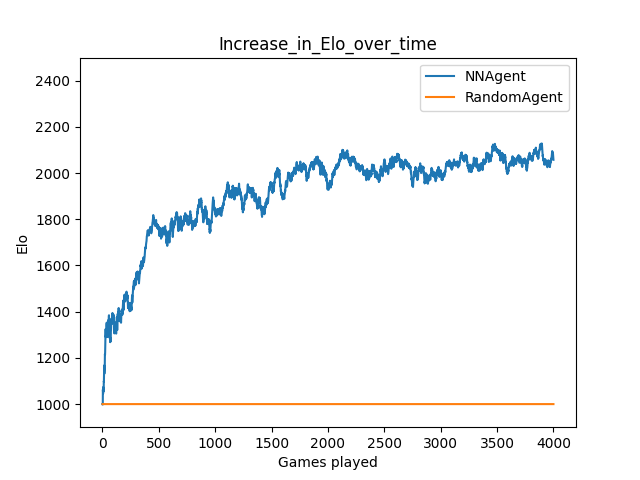 Increase_in_Elo_over_time
NNAgent
RandomAgent
2400
2200
2000
1800
1600
1400
1200
1000
Elo
0 500 1000 1500 2000 2500 3000 3500 4000
Games played